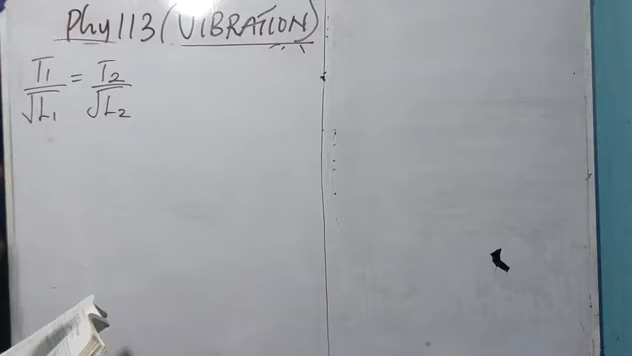 Phy113 (VIBRATION)
T₁/√L₁ = T₂/√L₂